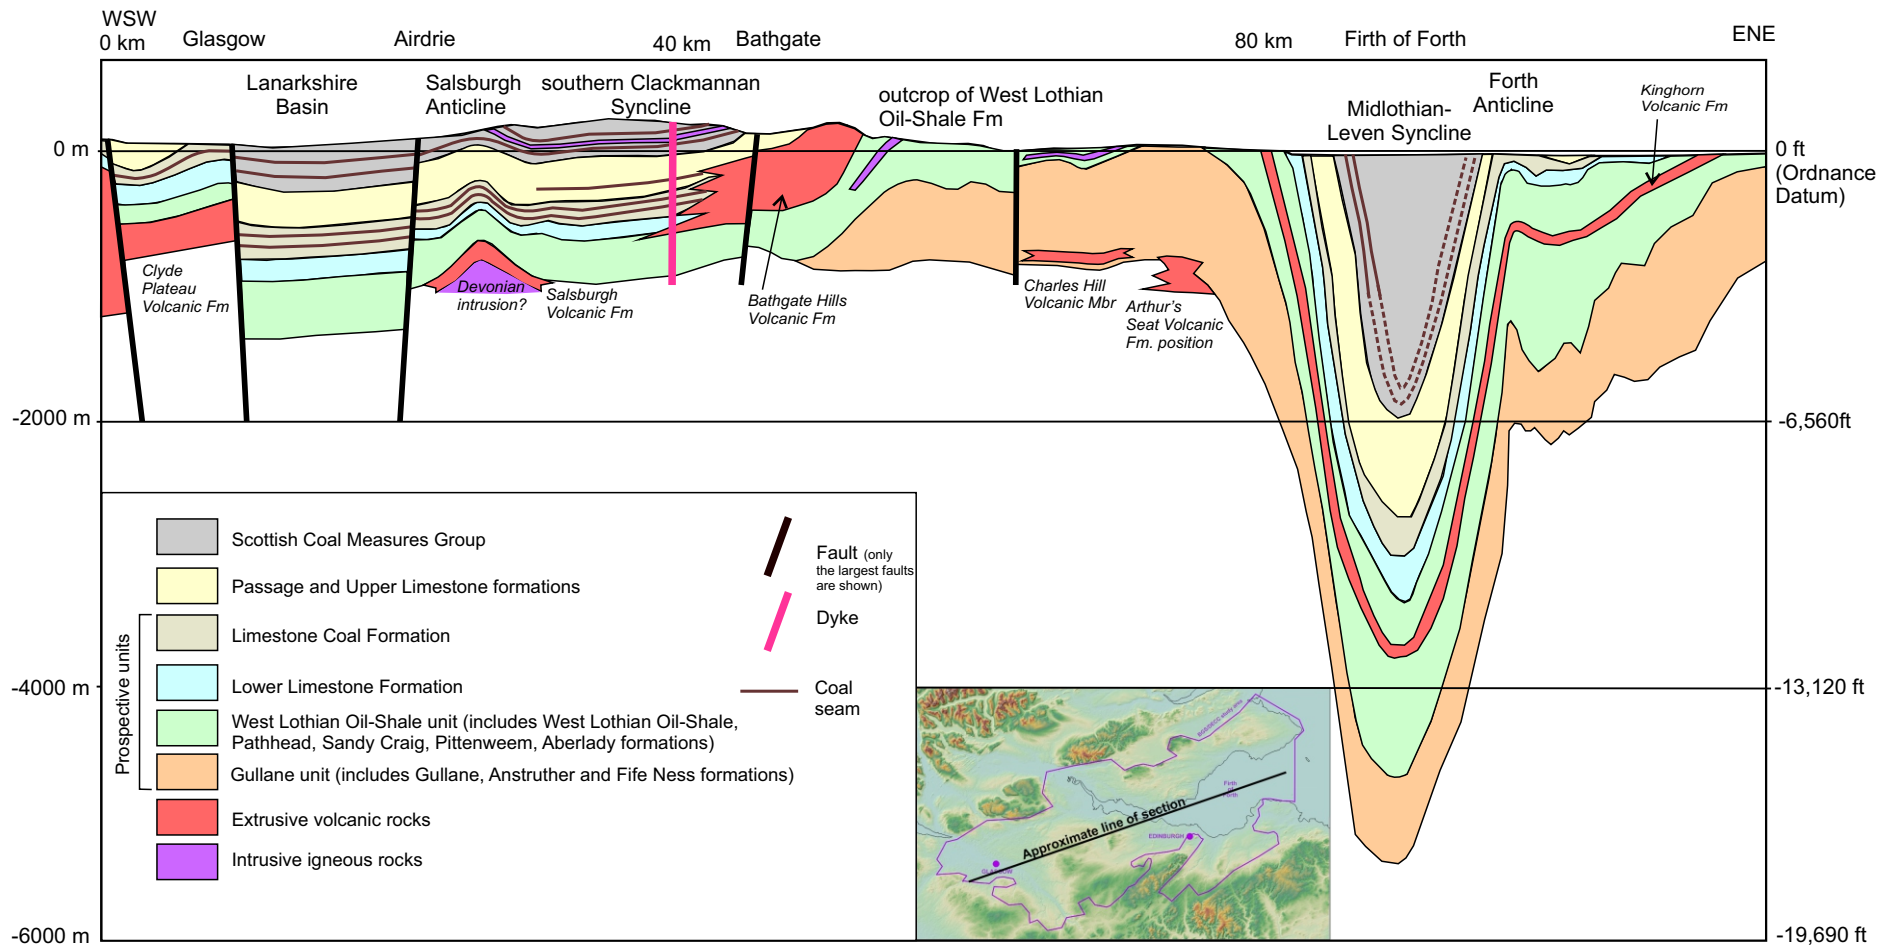 WSW
0 km
Glasgow
Airdrie
40 km
Bathgate
80 km
Firth of Forth
ENE
Lanarkshire
Basin
Salsburgh
Anticline
southern Clackmannan
Syncline
outcrop of West Lothian
Oil-Shale Fm
Midlothian-
Leven Syncline
Forth
Anticline
Kinghorn
Volcanic Fm
0 m
0 ft
(Ordnance
Datum)
Clyde
Plateau
Volcanic Fm
Devonian
intrusion?
Salsburgh
Volcanic Fm
Bathgate Hills
Volcanic Fm
Charles Hill
Volcanic Mbr
Arthur's
Seat Volcanic
Fm. position
-2000 m
-6,560ft
-4000 m
-13,120 ft
-6000 m
-19,690 ft
Prospective units
Scottish Coal Measures Group
Passage and Upper Limestone formations
Limestone Coal Formation
Lower Limestone Formation
West Lothian Oil-Shale unit (includes West Lothian Oil-Shale,
Pathhead, Sandy Craig, Pittenweem, Aberlady formations)
Gullane unit (includes Gullane, Anstruther and Fife Ness formations)
Extrusive volcanic rocks
Intrusive igneous rocks
Fault (only
the largest faults
are shown)
Dyke
Coal
seam
Approximate line of section
Firth
of
Forth
EDINBURGH
GLASGOW